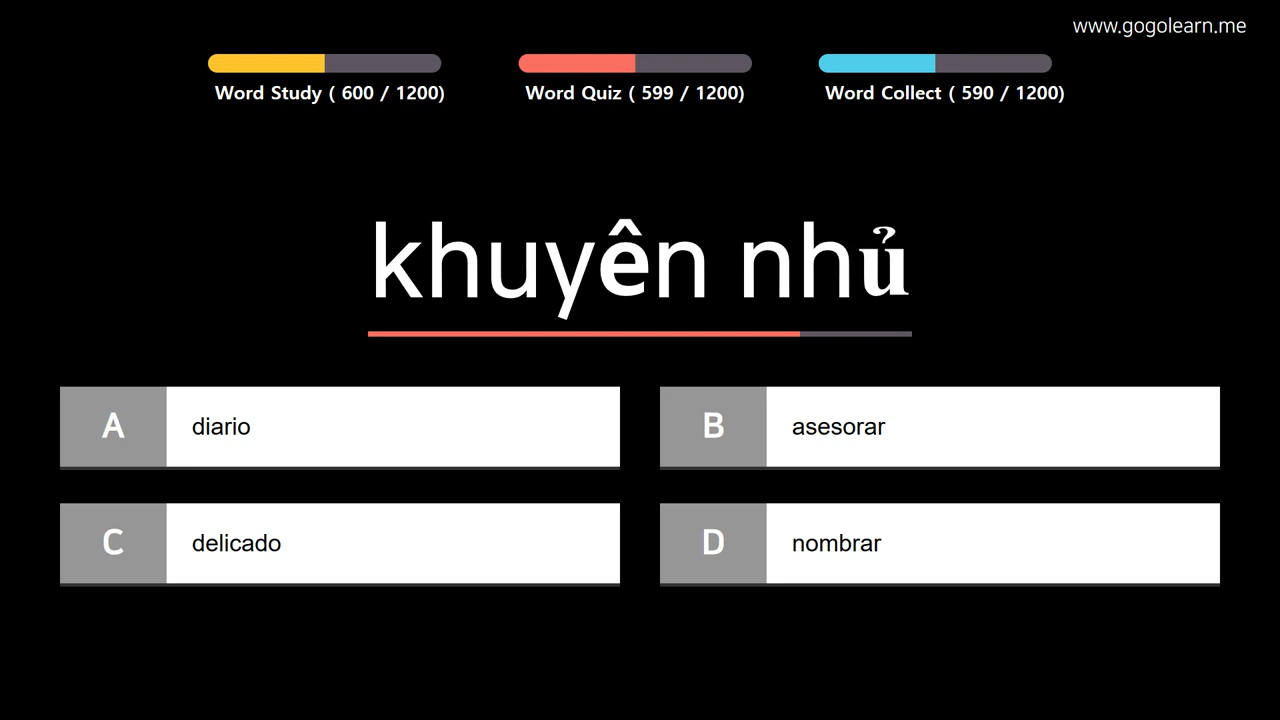 www.gogolearn.me
Word Study ( 600 / 1200)
Word Quiz ( 599 / 1200)
Word Collect ( 590 / 1200)
khuyên nhủ
A diario
B asesorar
C delicado
D nombrar